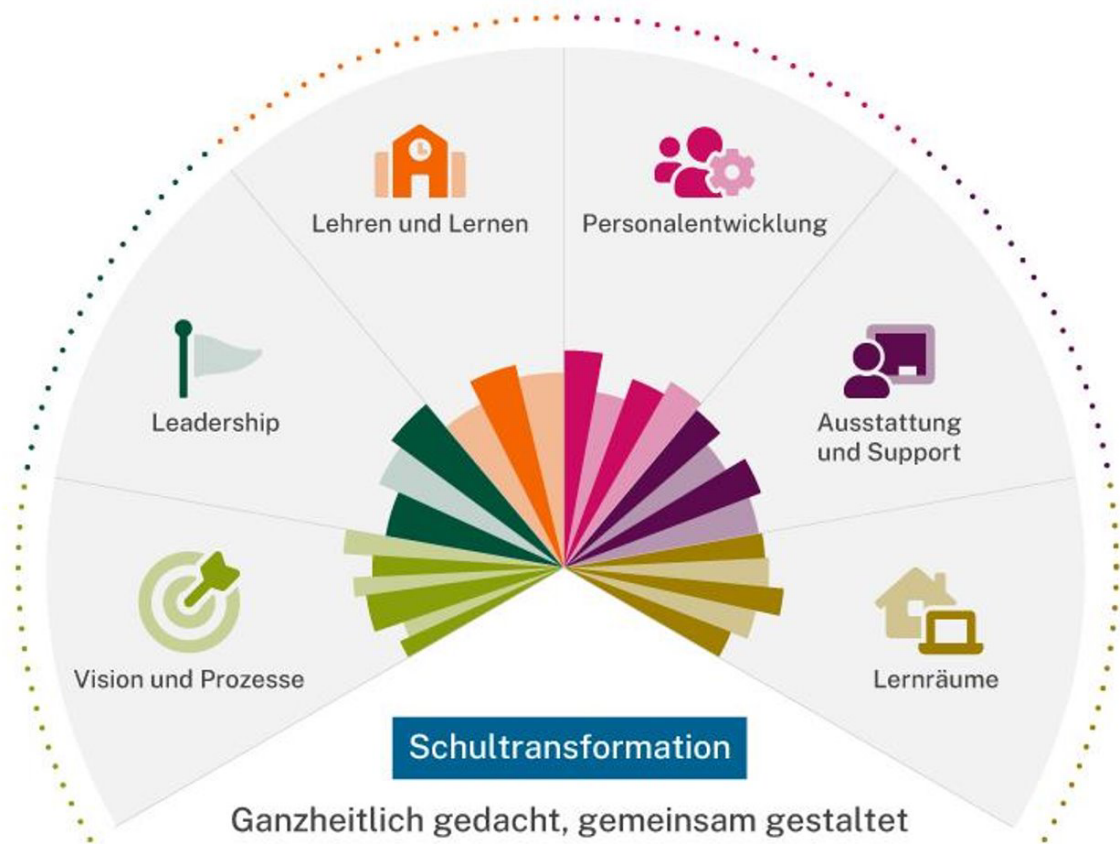 Lehren und Lernen
Personalentwicklung
Leadership
Ausstattung
und Support
Vision und Prozesse
Lernräume
Schultransformation
Ganzheitlich gedacht, gemeinsam gestaltet